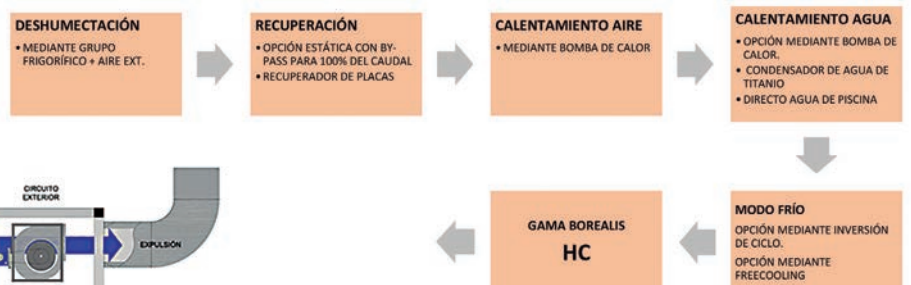 DESHUMECTACIÓN
• MEDIANTE GRUPO
FRIGORÍFICO + AIRE EXT.
RECUPERACIÓN
• OPCIÓN ESTÁTICA CON BY-
PASS PARA 100% DEL CAUDAL
• RECUPERADOR DE PLACAS
CALENTAMIENTO AIRE
• MEDIANTE BOMBA DE CALOR
CALENTAMIENTO AGUA
• OPCIÓN MEDIANTE BOMBA DE
CALOR.
• CONDENSADOR DE AGUA DE
TITANIO
• DIRECTO AGUA DE PISCINA
MODO FRÍO
OPCIÓN MEDIANTE INVERSIÓN
DE CICLO.
OPCIÓN MEDIANTE
FREECOOLING
GAMA BOREALIS
HC
CIRCUITO
EXTERIOR
EXPULSIÓN